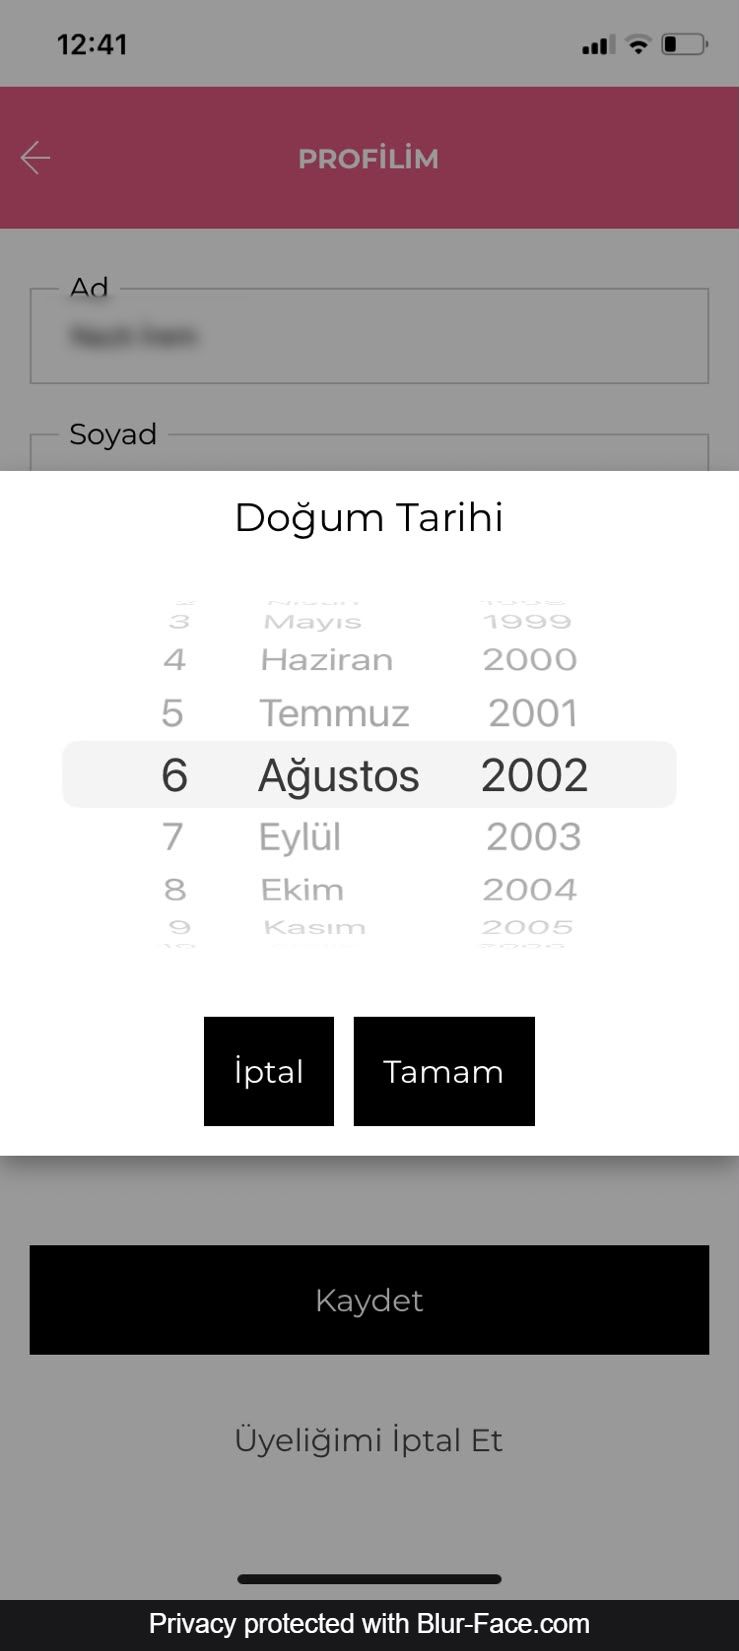 12:41
PROFİLİM
Ad
Soyad
Doğum Tarihi
3 Mayıs 1999
4 Haziran 2000
5 Temmuz 2001
6 Ağustos 2002
7 Eylül 2003
8 Ekim 2004
9 Kasım 2005
İptal
Tamam
Kaydet
Üyeliğimi İptal Et
Privacy protected with Blur-Face.com